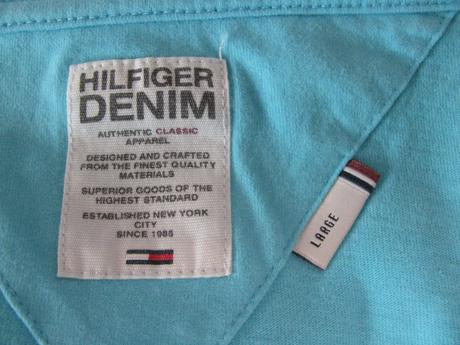 HILFIGER
DENIM
AUTHENTIC CLASSIC
APPAREL
DESIGNED AND CRAFTED
FROM THE FINEST QUALITY
MATERIALS
SUPERIOR GOODS OF THE
HIGHEST STANDARD
ESTABLISHED NEW YORK
CITY
SINCE 1985
LARGE